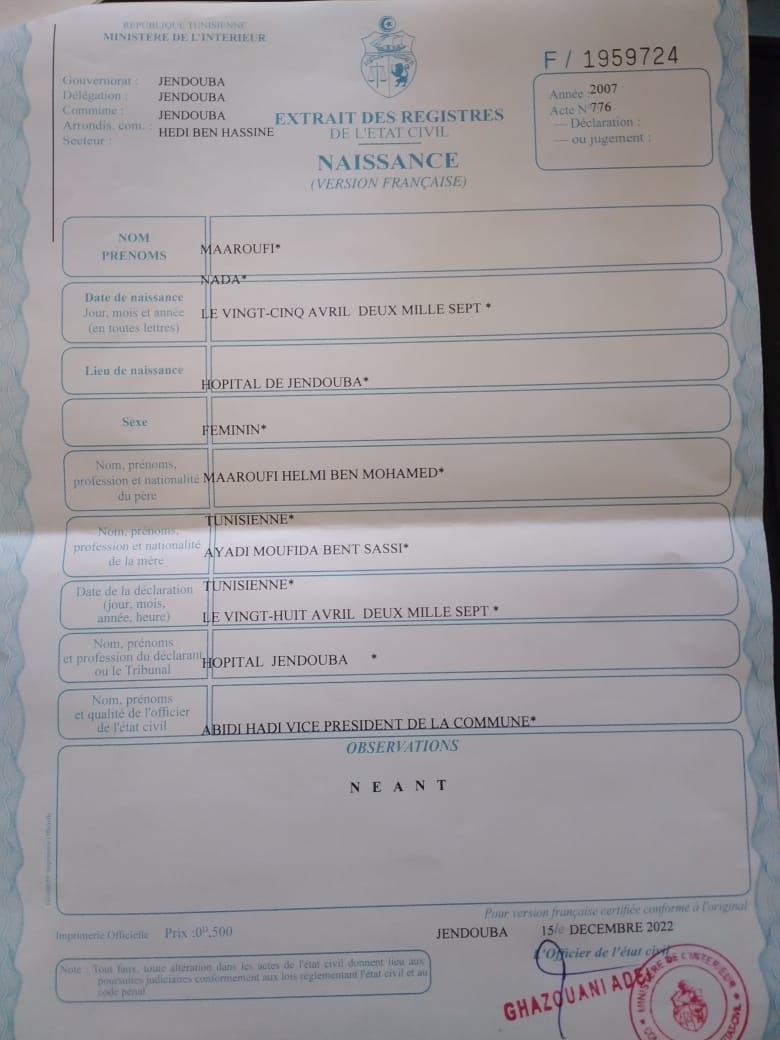 REPUBLIQUE TUNISIENNE
MINISTERE DE L'INTERIEUR
F / 1959724
Gouvernorat : JENDOUBA
Délégation : JENDOUBA
Commune : JENDOUBA
Arrondis. com. : HEDI BEN HASSINE
Secteur :
EXTRAIT DES REGISTRES
DE L'ETAT CIVIL
NAISSANCE
(VERSION FRANÇAISE)
Année : 2007
Acte N° 776
— Déclaration :
— ou jugement :
NOM
PRENOMS
MAAROUFI*
NADA*
Date de naissance
Jour, mois et année
(en toutes lettres)
LE VINGT-CINQ AVRIL DEUX MILLE SEPT *
Lieu de naissance
HOPITAL DE JENDOUBA*
Sexe
FEMININ*
Nom, prénoms,
profession et nationalité
du père
MAAROUFI HELMI BEN MOHAMED*
TUNISIENNE*
Nom, prénoms,
profession et nationalité
de la mère
AYADI MOUFIDA BENT SASSI*
TUNISIENNE*
Date de la déclaration
(jour, mois,
année, heure)
LE VINGT-HUIT AVRIL DEUX MILLE SEPT *
Nom, prénoms
et profession du déclarant
ou le Tribunal
HOPITAL JENDOUBA *
Nom, prénoms
et qualité de l'officier
de l'état civil
ABIDI HADI VICE PRESIDENT DE LA COMMUNE*
OBSERVATIONS
N E A N T
Pour version française certifiée conforme à l'original
Imprimerie Officielle Prix :0ᴰ,500
JENDOUBA 15 le DECEMBRE 2022
L'Officier de l'état civil
Note : Tout faux, toute altération dans les actes de l'état civil donnent lieu aux
poursuites judiciaires conformement aux lois réglementant l'état civil et au
code pénal
GHAZOUANI ADEL
MINISTERE DE L'INTERIEUR